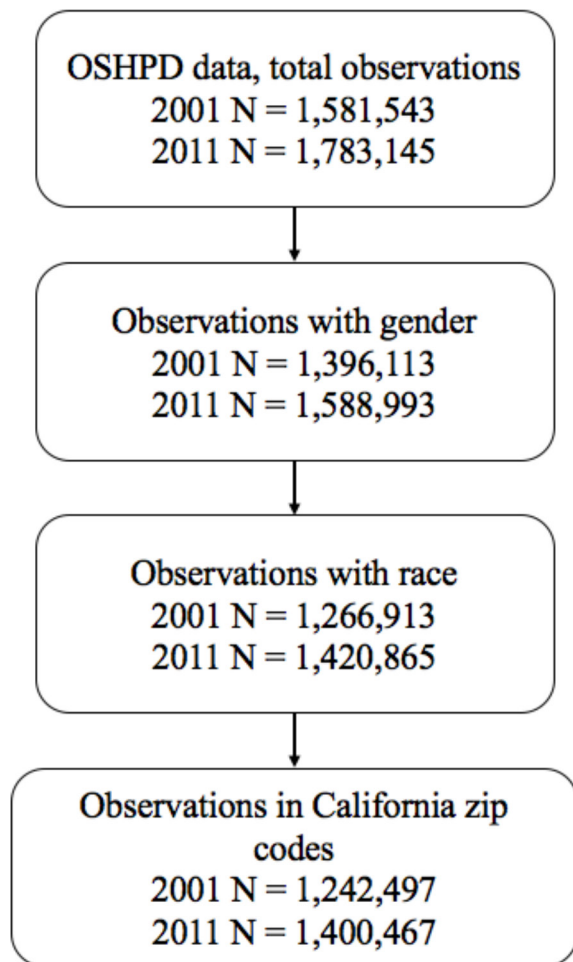 OSHPD data, total observations
2001 N = 1,581,543
2011 N = 1,783,145
Observations with gender
2001 N = 1,396,113
2011 N = 1,588,993
Observations with race
2001 N = 1,266,913
2011 N = 1,420,865
Observations in California zip
codes
2001 N = 1,242,497
2011 N = 1,400,467